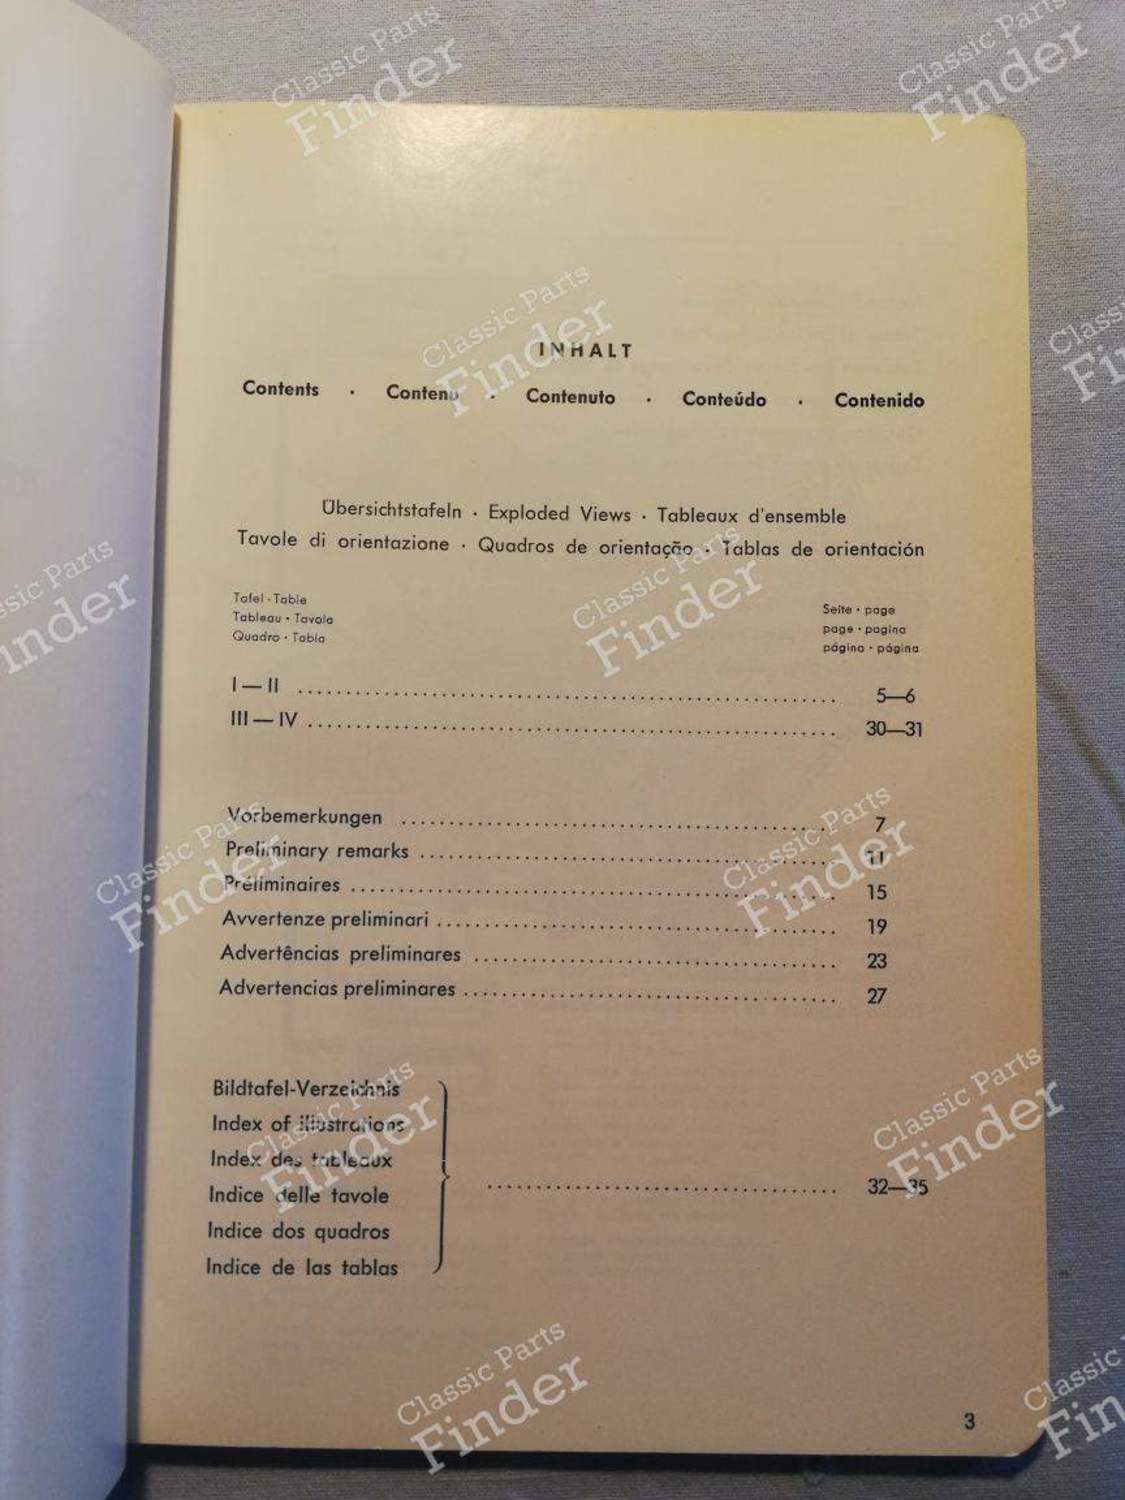 INHALT
Contents · Contenu · Contenuto · Conteúdo · Contenido
Übersichtstafeln · Exploded Views · Tableaux d'ensemble
Tavole di orientazione · Quadros de orientação · Tablas de orientación
Tafel · Table
Tableau · Tavola
Quadro · Tabla
Seite · page
page · pagina
página · página
I — II ........ 5—6
III — IV ........ 30—31
Vorbemerkungen ........ 7
Preliminary remarks ........ 11
Préliminaires ........ 15
Avvertenze preliminari ........ 19
Advertências preliminares ........ 23
Advertencias preliminares ........ 27
Bildtafel-Verzeichnis
Index of illustrations
Index des tableaux
Indice delle tavole
Indice dos quadros
Indice de las tablas
........ 32—35
3
Classic Parts
Finder